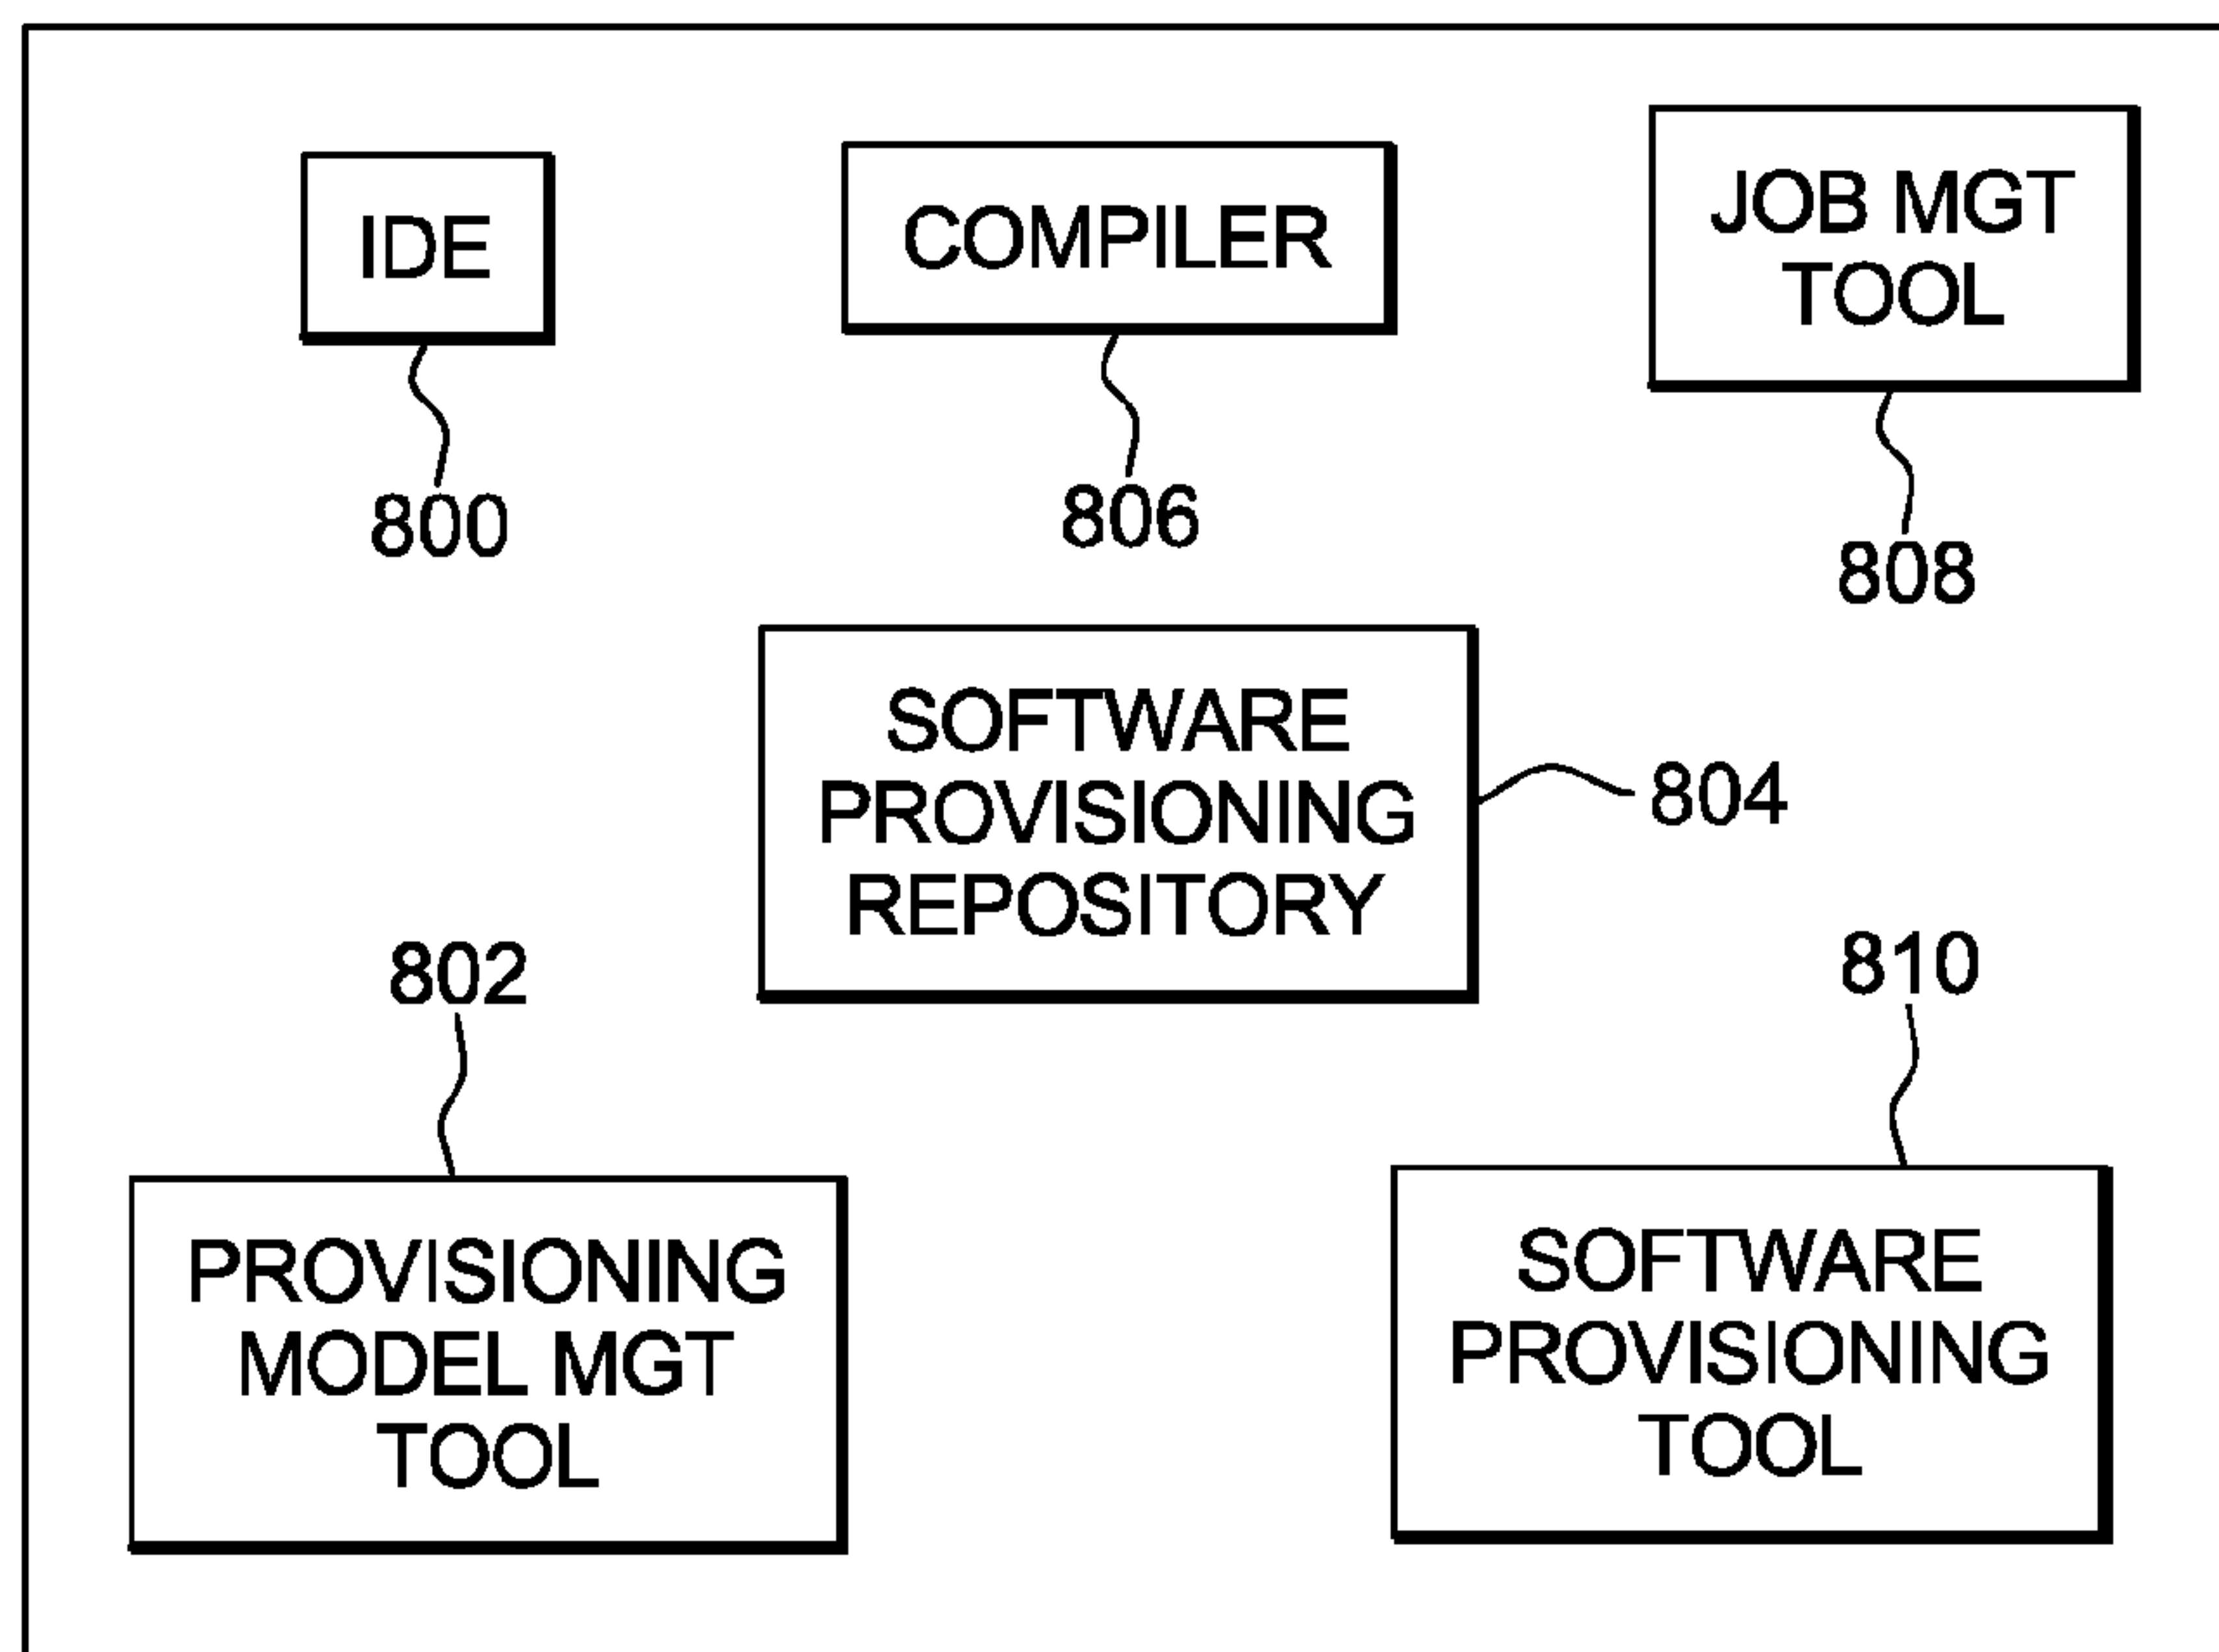 IDE
800
COMPILER
806
JOB MGT
TOOL
808
SOFTWARE
PROVISIONING
REPOSITORY
804
802
PROVISIONING
MODEL MGT
TOOL
810
SOFTWARE
PROVISIONING
TOOL